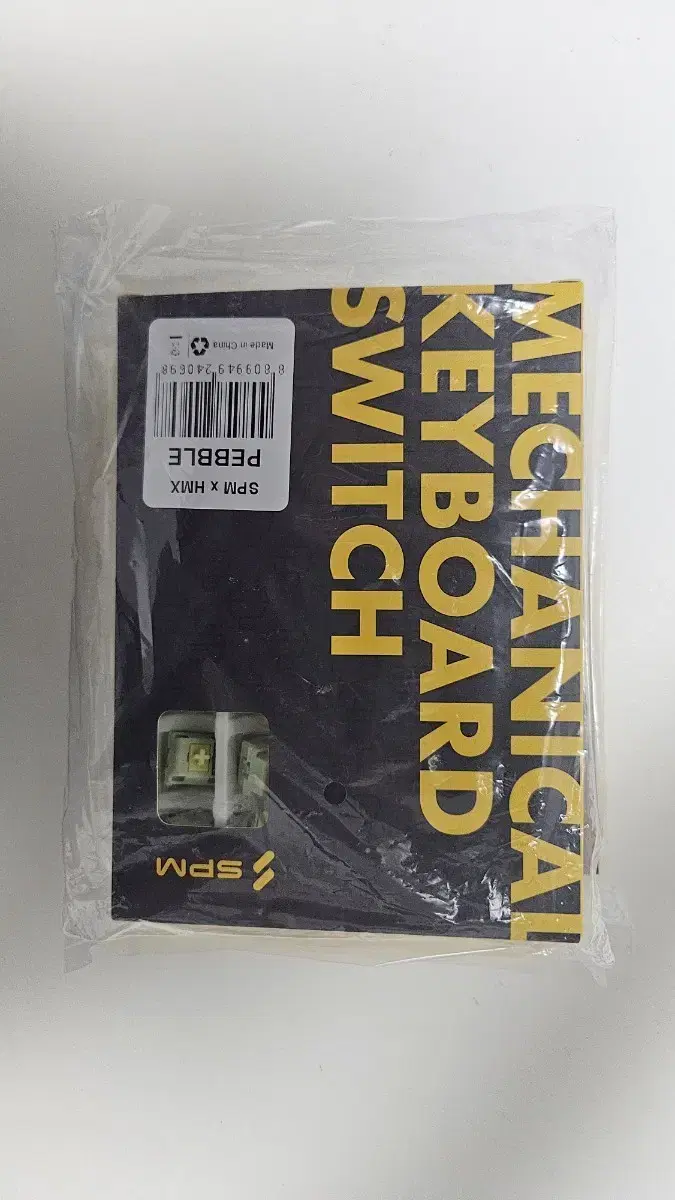 MECHANICAL
KEYBOARD
SWITCH
SPM x HMX
PEBBLE
8 809949 240698
Made in China
SPM